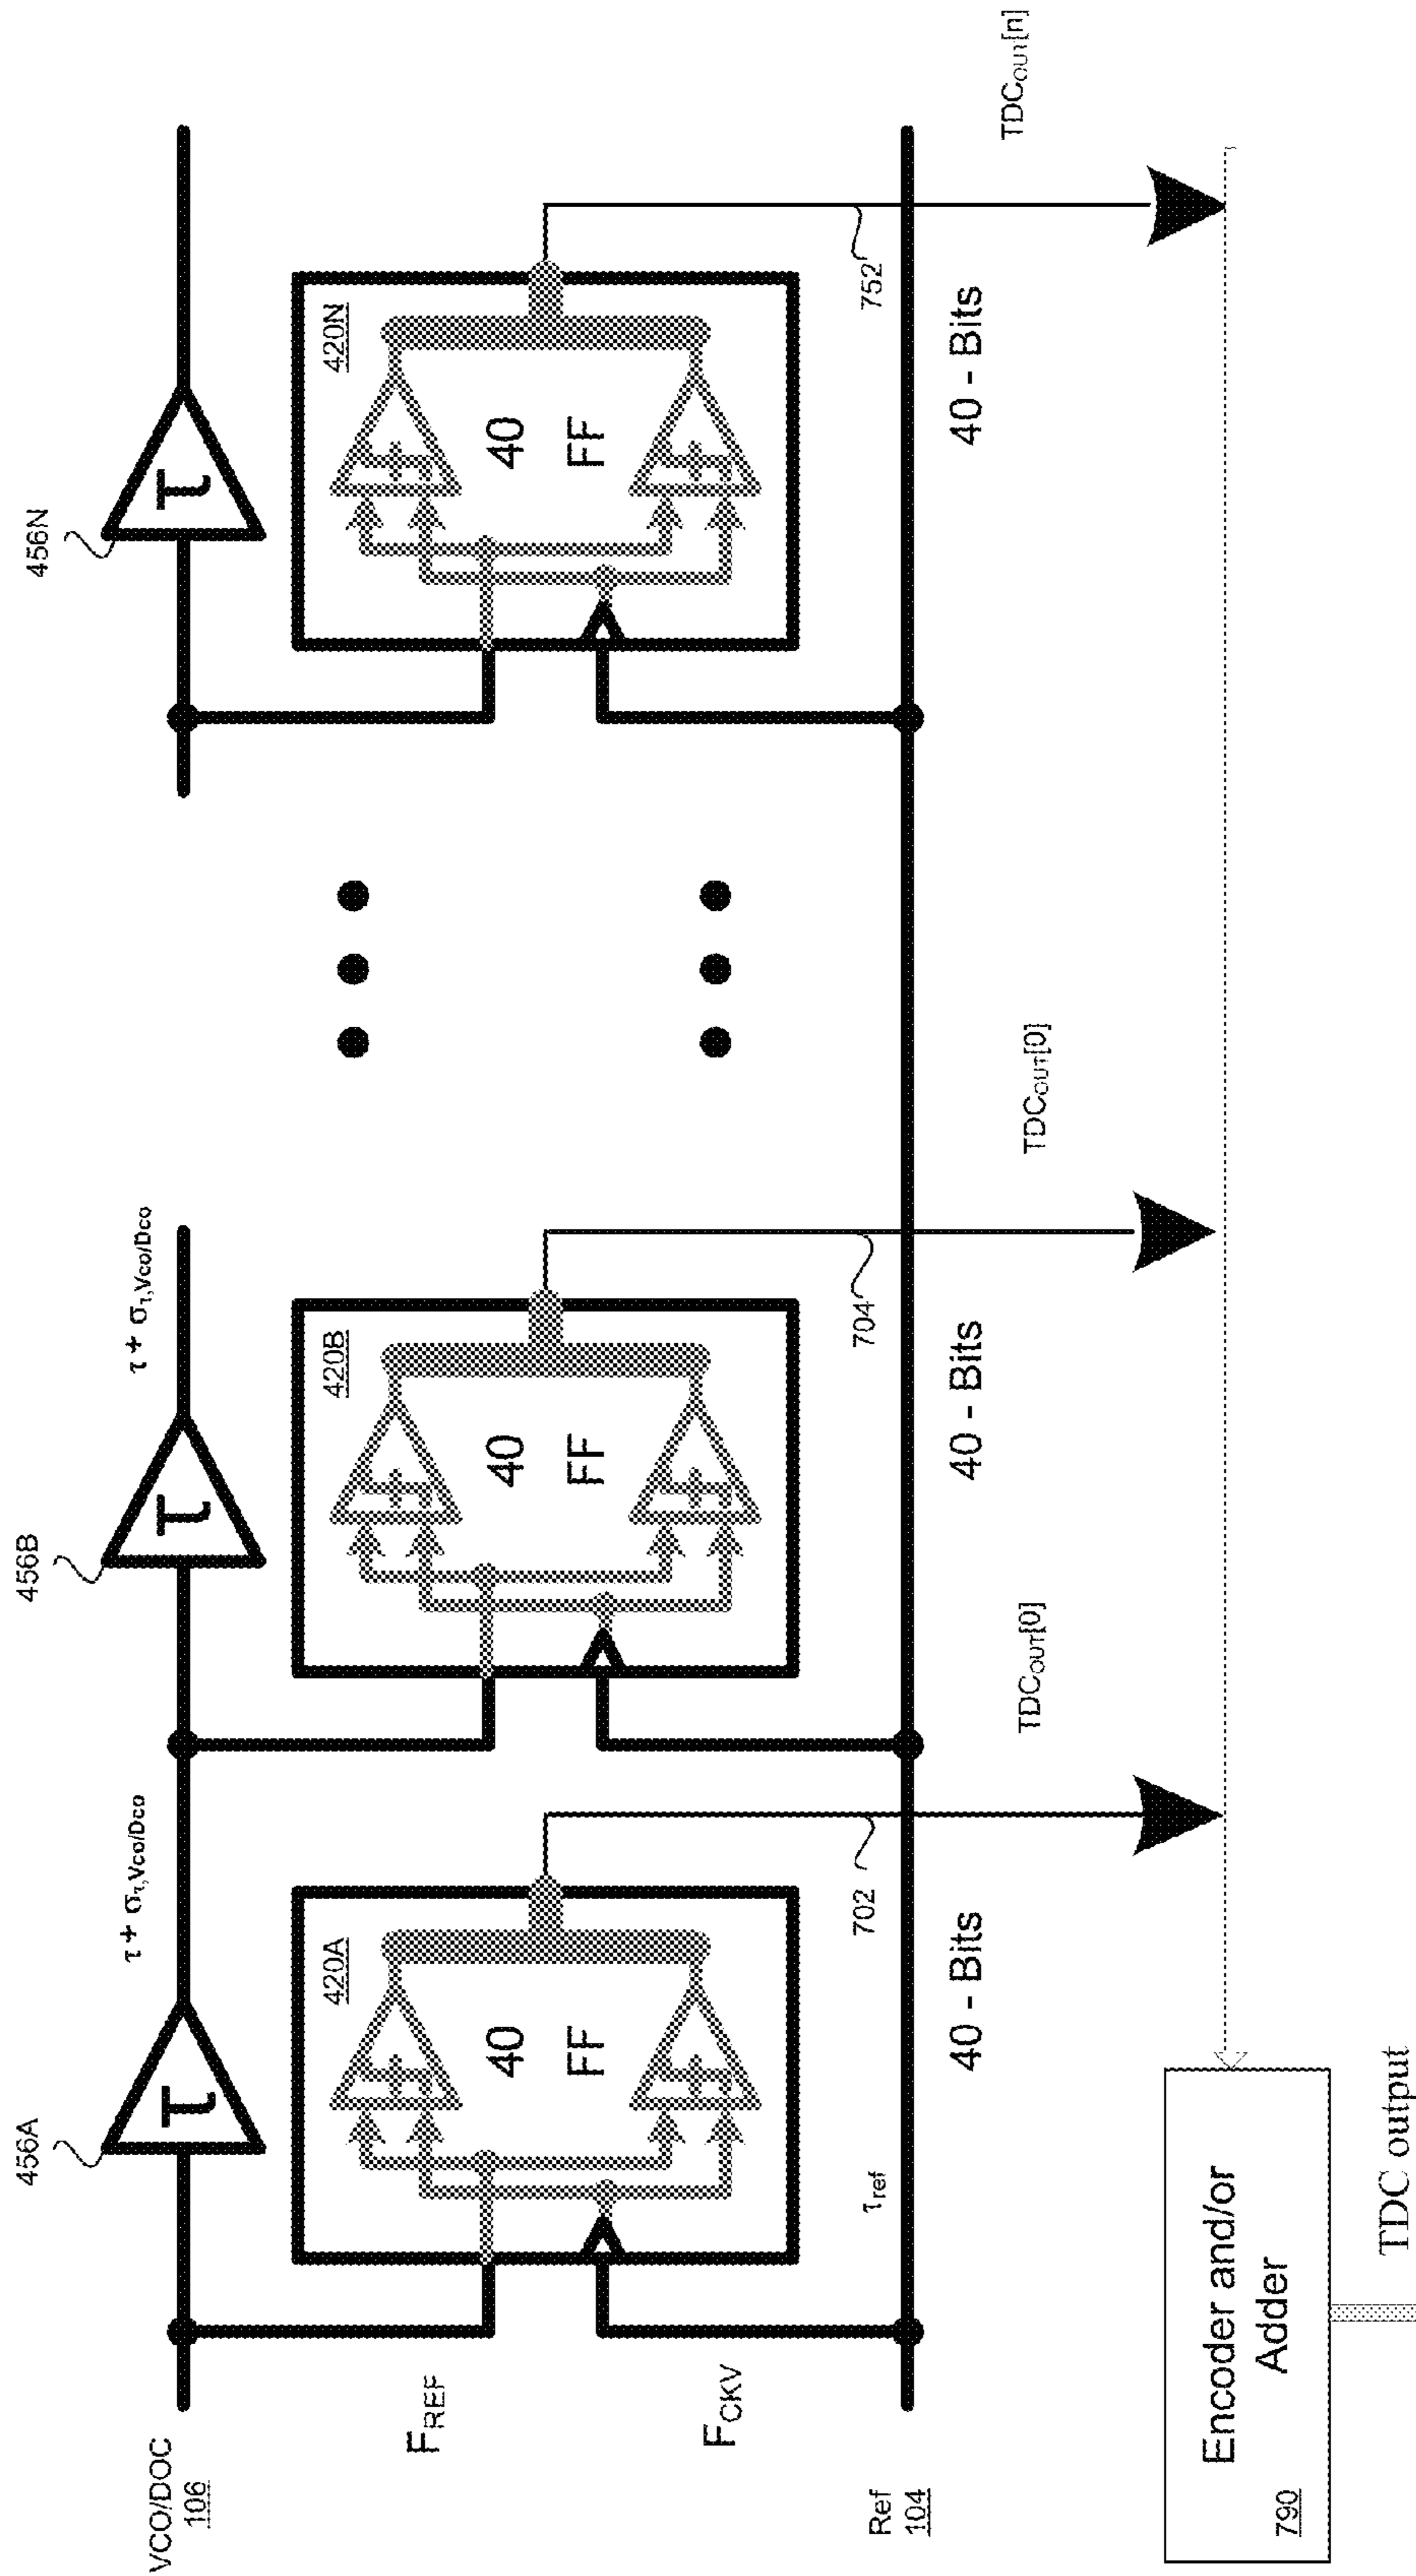 456A
456B
456N
τ + στ,Vco/Dco
τ + στ,Vco/Dco
VCO/DOC
106
τ
τ
τ
420A
420B
420N
FREF
40
FF
40
FF
40
FF
FCKV
τref
702
704
752
Ref
104
40 - Bits
40 - Bits
40 - Bits
TDCOUT[0]
TDCOUT[0]
TDCOUT[n]
Encoder and/or
Adder
790
TDC output